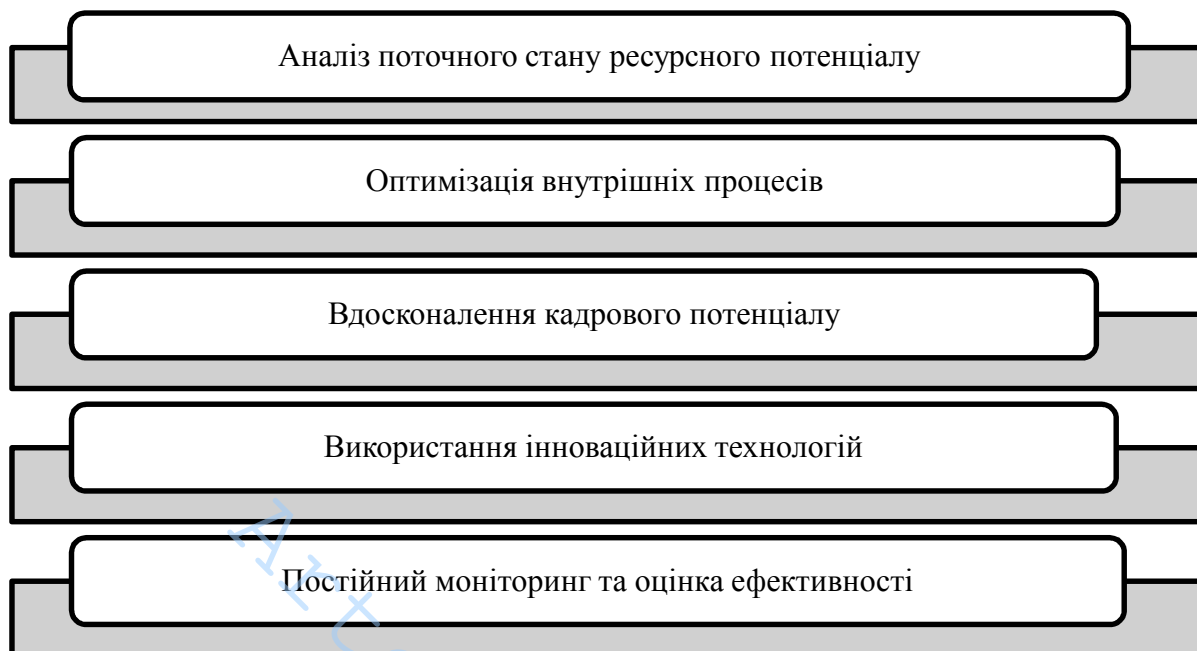 Аналіз поточного стану ресурсного потенціалу
Оптимізація внутрішніх процесів
Вдосконалення кадрового потенціалу
Використання інноваційних технологій
Постійний моніторинг та оцінка ефективності